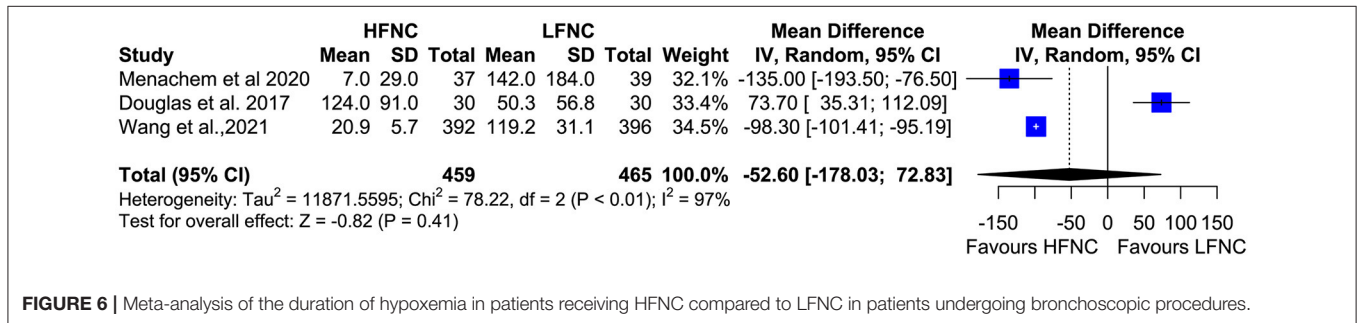 HFNC LFNC Mean Difference Mean Difference
Study Mean SD Total Mean SD Total Weight IV, Random, 95% CI IV, Random, 95% CI
Menachem et al 2020 7.0 29.0 37 142.0 184.0 39 32.1% -135.00 [-193.50; -76.50]
Douglas et al. 2017 124.0 91.0 30 50.3 56.8 30 33.4% 73.70 [ 35.31; 112.09]
Wang et al.,2021 20.9 5.7 392 119.2 31.1 396 34.5% -98.30 [-101.41; -95.19]
Total (95% CI) 459 465 100.0% -52.60 [-178.03; 72.83]
Heterogeneity: Tau² = 11871.5595; Chi² = 78.22, df = 2 (P < 0.01); I² = 97%
Test for overall effect: Z = -0.82 (P = 0.41)
-150 -50 0 50 100 150
Favours HFNC Favours LFNC
FIGURE 6 | Meta-analysis of the duration of hypoxemia in patients receiving HFNC compared to LFNC in patients undergoing bronchoscopic procedures.